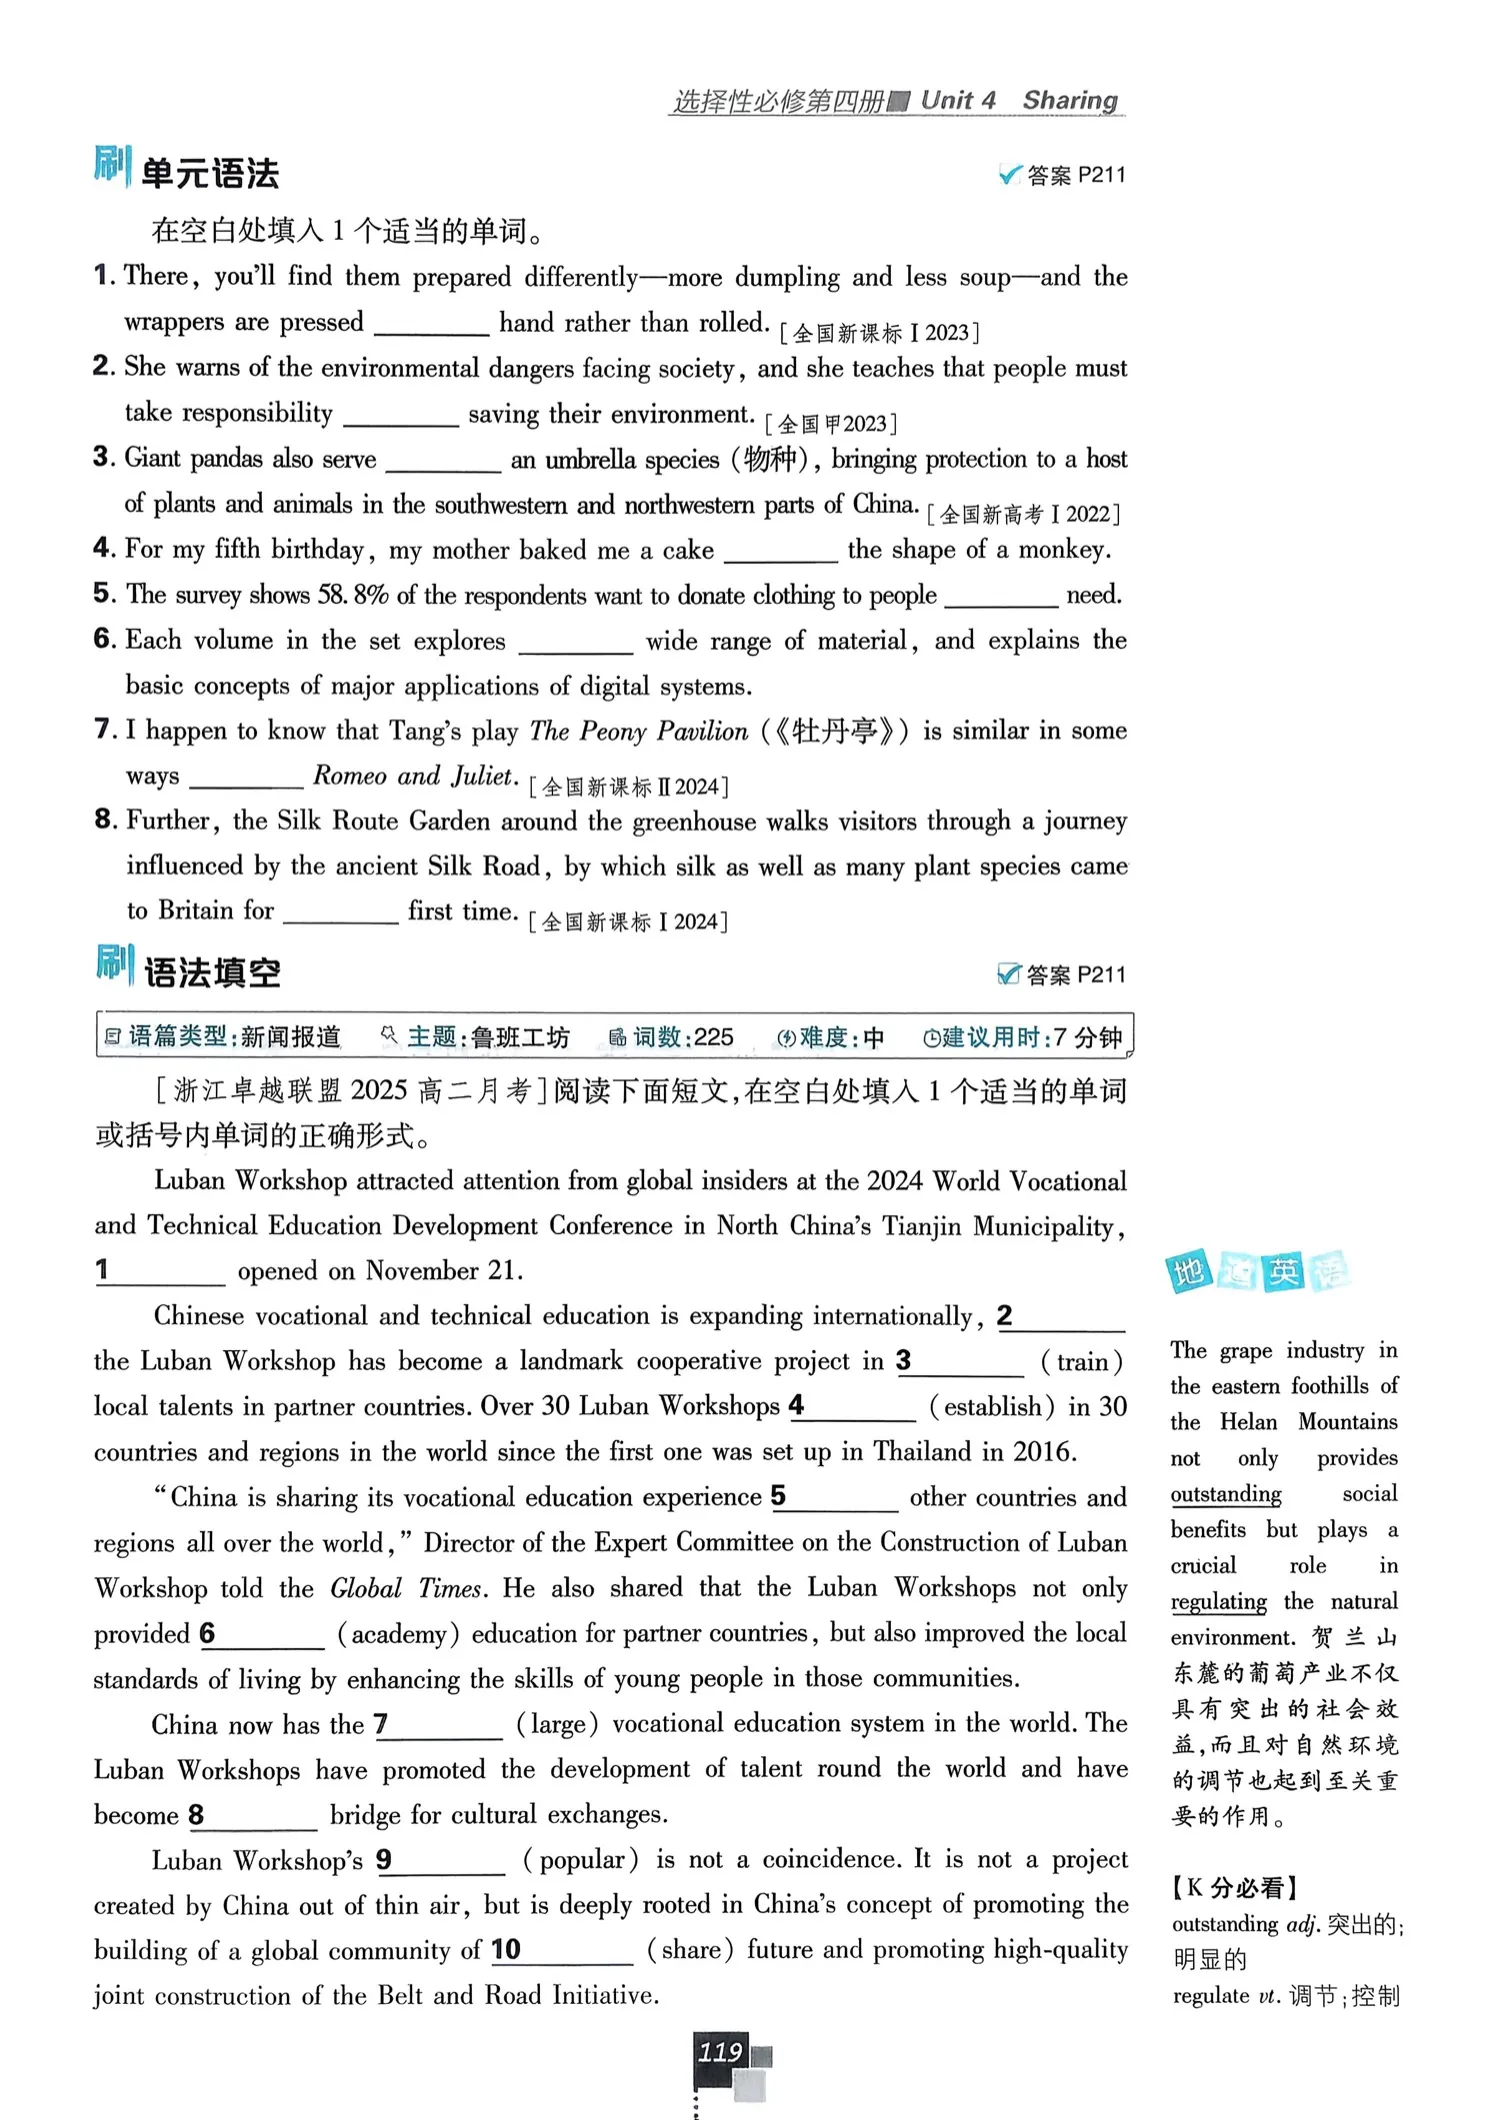 选择性必修第四册 Unit 4 Sharing
刷 单元语法
答案 P211
在空白处填入 1 个适当的单词。
1. There, you'll find them prepared differently—more dumpling and less soup—and the
wrappers are pressed ________ hand rather than rolled. [全国新课标Ⅰ2023]
2. She warns of the environmental dangers facing society, and she teaches that people must
take responsibility ________ saving their environment. [全国甲2023]
3. Giant pandas also serve ________ an umbrella species (物种), bringing protection to a host
of plants and animals in the southwestern and northwestern parts of China. [全国新高考Ⅰ2022]
4. For my fifth birthday, my mother baked me a cake ________ the shape of a monkey.
5. The survey shows 58.8% of the respondents want to donate clothing to people ________ need.
6. Each volume in the set explores ________ wide range of material, and explains the
basic concepts of major applications of digital systems.
7. I happen to know that Tang's play The Peony Pavilion (《牡丹亭》) is similar in some
ways ________ Romeo and Juliet. [全国新课标Ⅱ2024]
8. Further, the Silk Route Garden around the greenhouse walks visitors through a journey
influenced by the ancient Silk Road, by which silk as well as many plant species came
to Britain for ________ first time. [全国新课标Ⅰ2024]
刷 语法填空
答案 P211
语篇类型:新闻报道 主题:鲁班工坊 词数:225 难度:中 建议用时:7 分钟
[浙江卓越联盟 2025 高二月考]阅读下面短文,在空白处填入 1 个适当的单词
或括号内单词的正确形式。
Luban Workshop attracted attention from global insiders at the 2024 World Vocational
and Technical Education Development Conference in North China's Tianjin Municipality,
1________ opened on November 21.
Chinese vocational and technical education is expanding internationally, 2________
the Luban Workshop has become a landmark cooperative project in 3________ (train)
local talents in partner countries. Over 30 Luban Workshops 4________ (establish) in 30
countries and regions in the world since the first one was set up in Thailand in 2016.
“China is sharing its vocational education experience 5________ other countries and
regions all over the world,” Director of the Expert Committee on the Construction of Luban
Workshop told the Global Times. He also shared that the Luban Workshops not only
provided 6________ (academy) education for partner countries, but also improved the local
standards of living by enhancing the skills of young people in those communities.
China now has the 7________ (large) vocational education system in the world. The
Luban Workshops have promoted the development of talent round the world and have
become 8________ bridge for cultural exchanges.
Luban Workshop's 9________ (popular) is not a coincidence. It is not a project
created by China out of thin air, but is deeply rooted in China's concept of promoting the
building of a global community of 10________ (share) future and promoting high-quality
joint construction of the Belt and Road Initiative.
地道英语
The grape industry in
the eastern foothills of
the Helan Mountains
not only provides
outstanding social
benefits but plays a
crucial role in
regulating the natural
environment. 贺兰山
东麓的葡萄产业不仅
具有突出的社会效
益,而且对自然环境
的调节也起到至关重
要的作用。
【K 分必看】
outstanding adj. 突出的;
明显的
regulate vt. 调节;控制
119